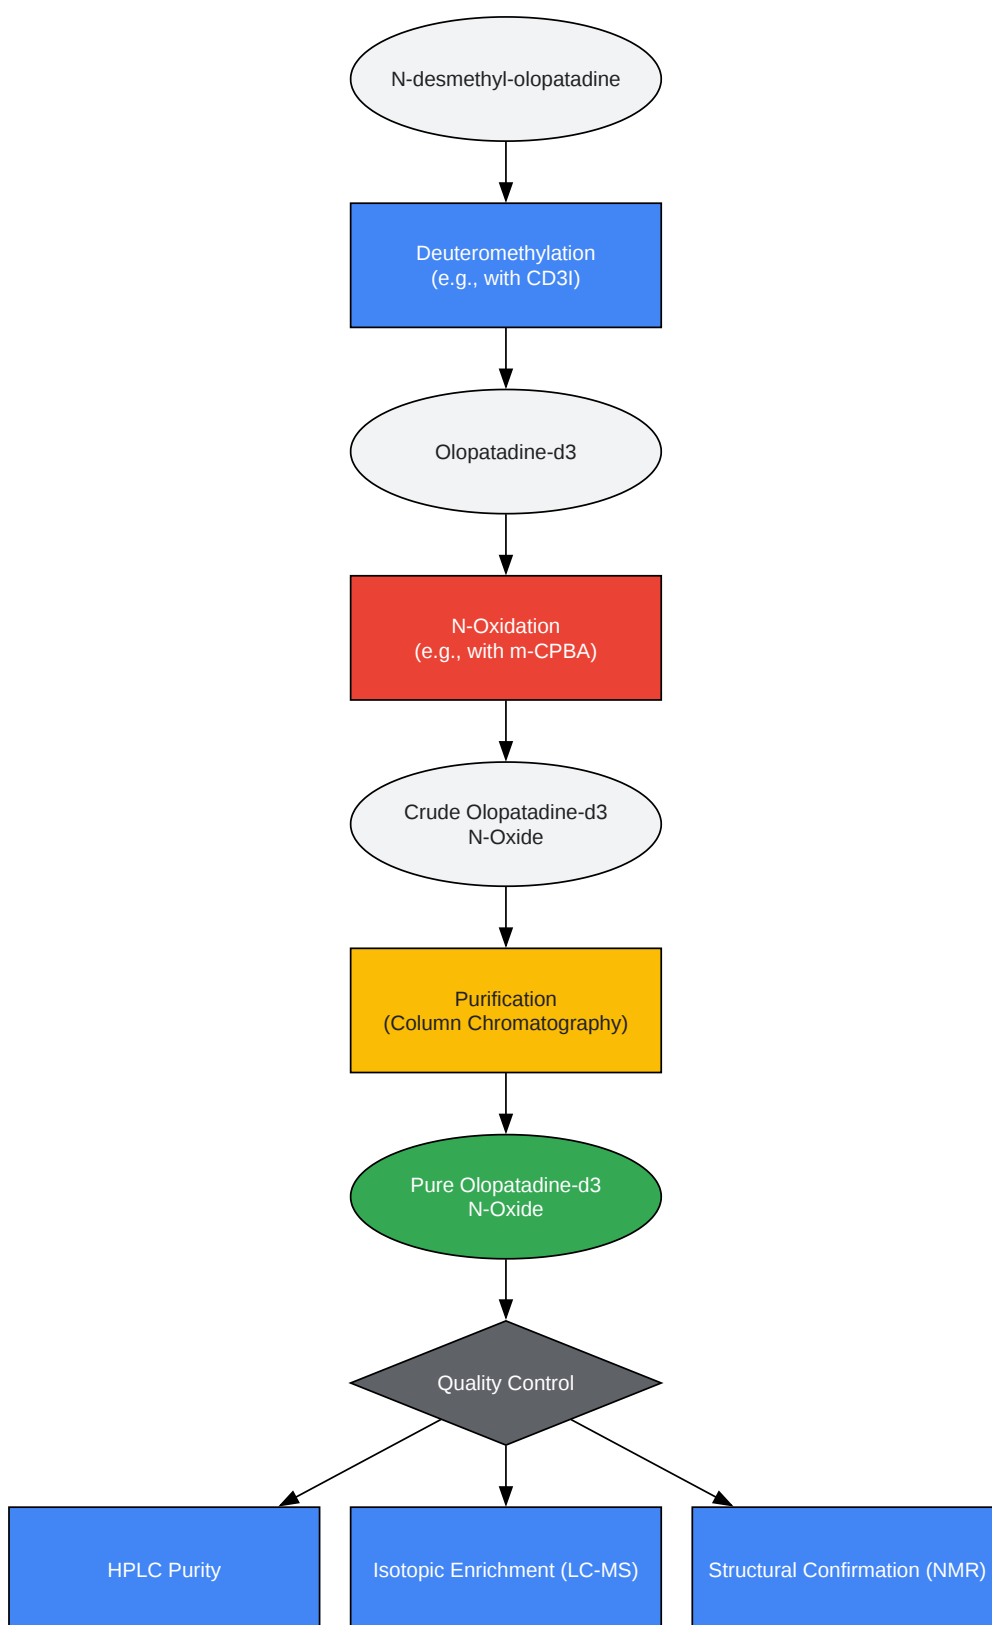 N-desmethyl-olopatadine
Deuteromethylation
(e.g., with CD3I)
Olopatadine-d3
N-Oxidation
(e.g., with m-CPBA)
Crude Olopatadine-d3
N-Oxide
Purification
(Column Chromatography)
Pure Olopatadine-d3
N-Oxide
Quality Control
HPLC Purity
Isotopic Enrichment (LC-MS)
Structural Confirmation (NMR)